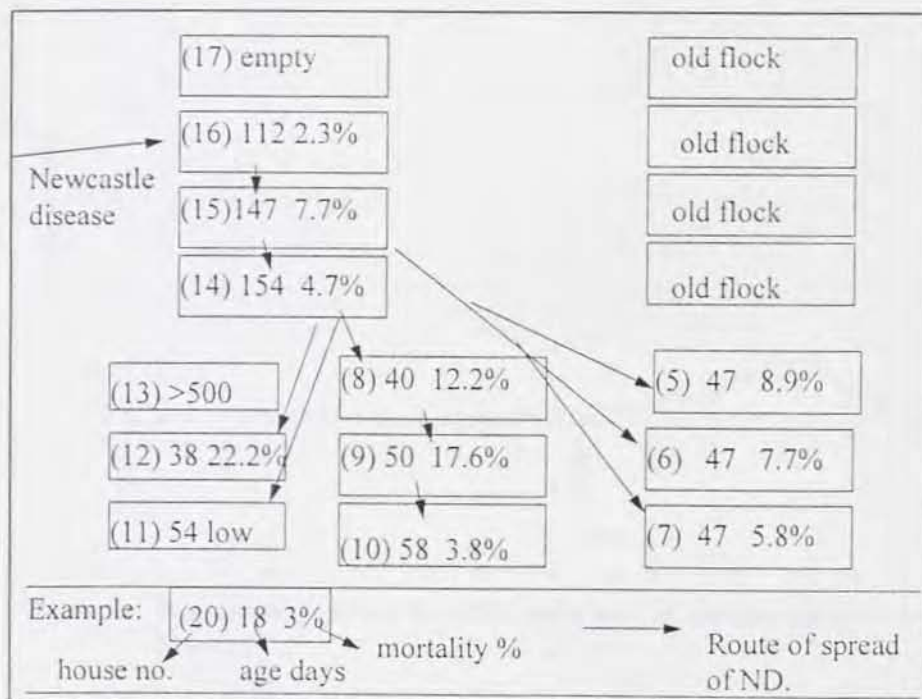 (17) empty
old flock
(16) 112 2.3%
old flock
Newcastle
disease
(15)147 7.7%
old flock
(14) 154 4.7%
old flock
(13) >500
(8) 40 12.2%
(5) 47 8.9%
(12) 38 22.2%
(9) 50 17.6%
(6) 47 7.7%
(11) 54 low
(10) 58 3.8%
(7) 47 5.8%
Example:
(20) 18 3%
house no.
age days
mortality %
Route of spread
of ND.